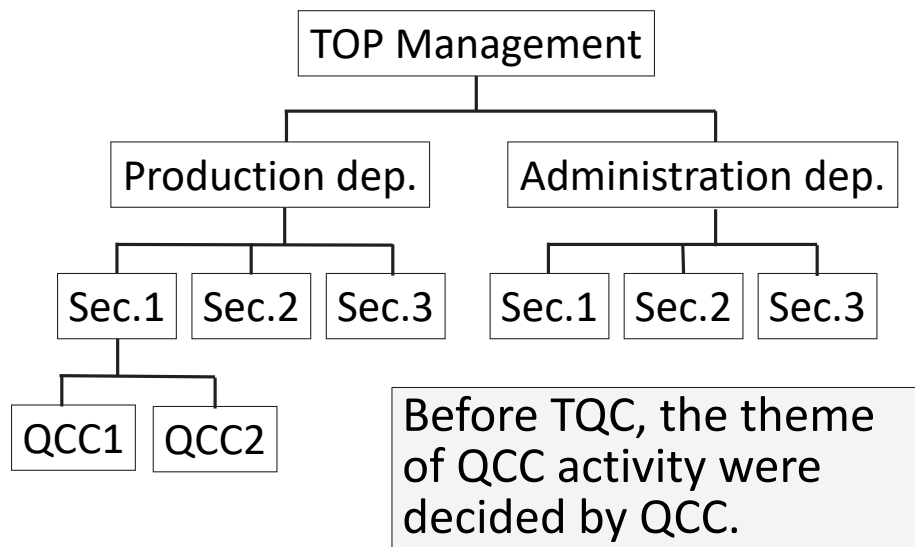 TOP Management
Production dep.
Administration dep.
Sec.1
Sec.2
Sec.3
Sec.1
Sec.2
Sec.3
QCC1
QCC2
Before TQC, the theme
of QCC activity were
decided by QCC.